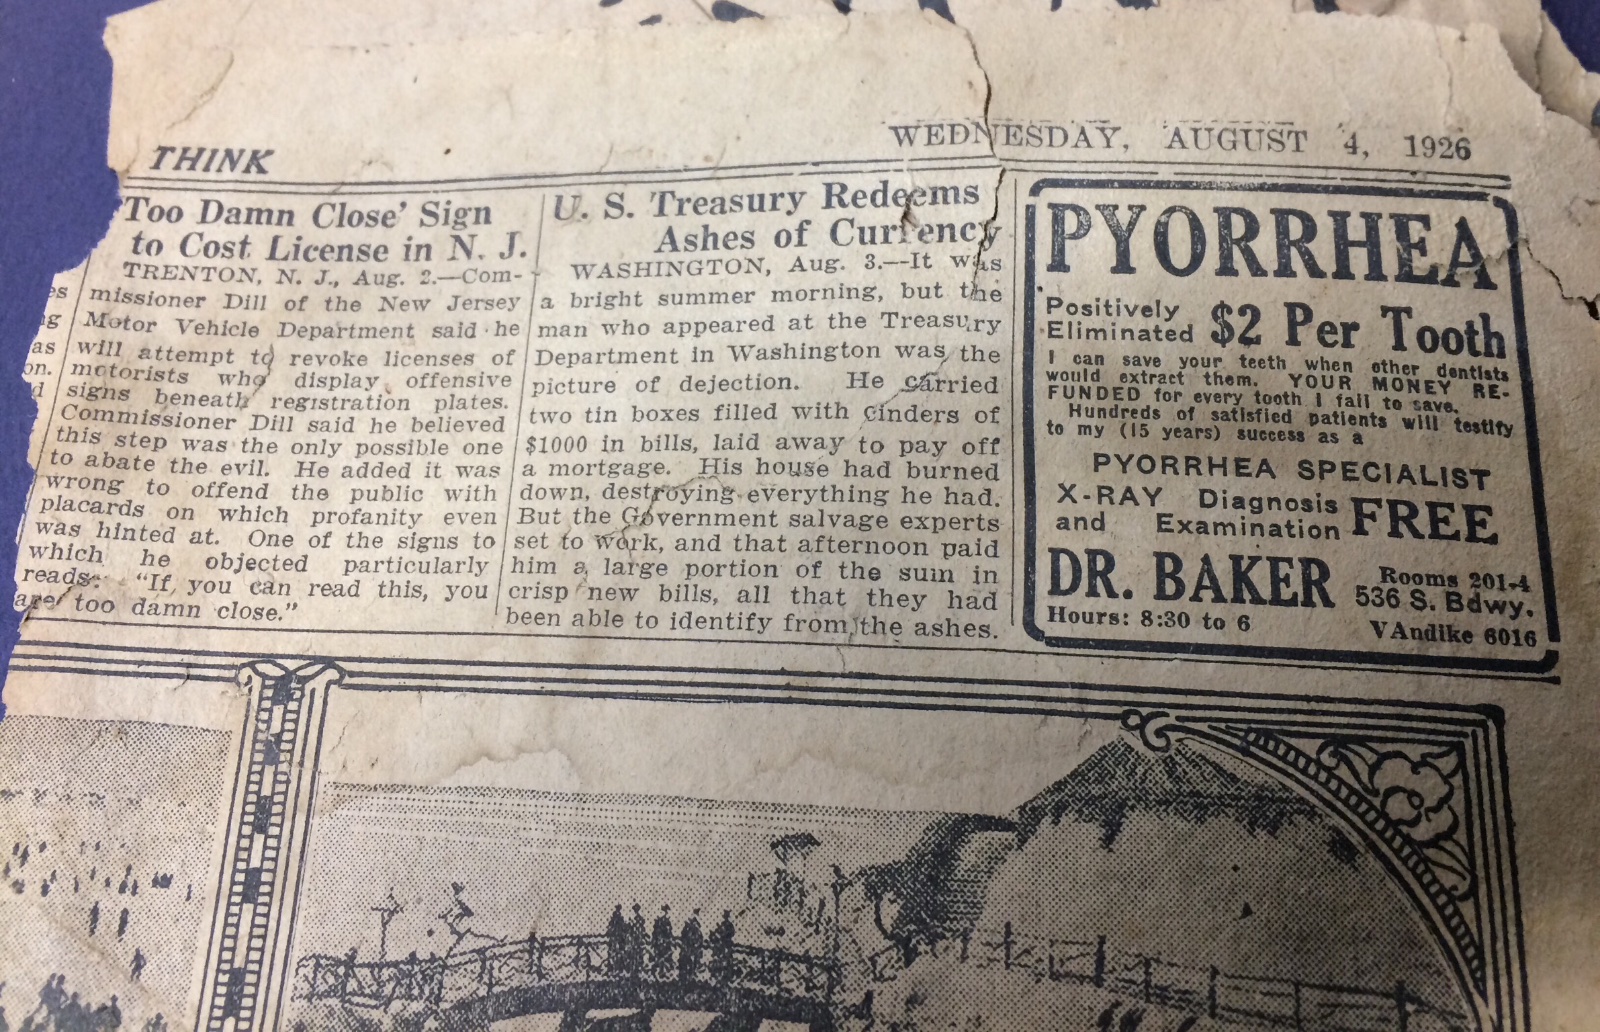 WEDNESDAY, AUGUST 4, 1926
THINK
'Too Damn Close' Sign
to Cost License in N. J.
TRENTON, N. J., Aug. 2.—Com-
missioner Dill of the New Jersey
Motor Vehicle Department said he
will attempt to revoke licenses of
motorists who display offensive
signs beneath registration plates.
Commissioner Dill said he believed
this step was the only possible one
to abate the evil. He added it was
wrong to offend the public with
placards on which profanity even
was hinted at. One of the signs to
which he objected particularly
reads: "If you can read this, you
are too damn close."
U. S. Treasury Redeems
Ashes of Currency
WASHINGTON, Aug. 3.—It was
a bright summer morning, but the
man who appeared at the Treasury
Department in Washington was the
picture of dejection. He carried
two tin boxes filled with cinders of
$1000 in bills, laid away to pay off
a mortgage. His house had burned
down, destroying everything he had.
But the Government salvage experts
set to work, and that afternoon paid
him a large portion of the sum in
crisp new bills, all that they had
been able to identify from the ashes.
PYORRHEA
Positively
Eliminated $2 Per Tooth
I can save your teeth when other dentists
would extract them. YOUR MONEY RE-
FUNDED for every tooth I fail to save.
Hundreds of satisfied patients will testify
to my (15 years) success as a
PYORRHEA SPECIALIST
X-RAY Diagnosis
and Examination FREE
DR. BAKER
Rooms 201-4
536 S. Bdwy.
Hours: 8:30 to 6
VAndike 6016